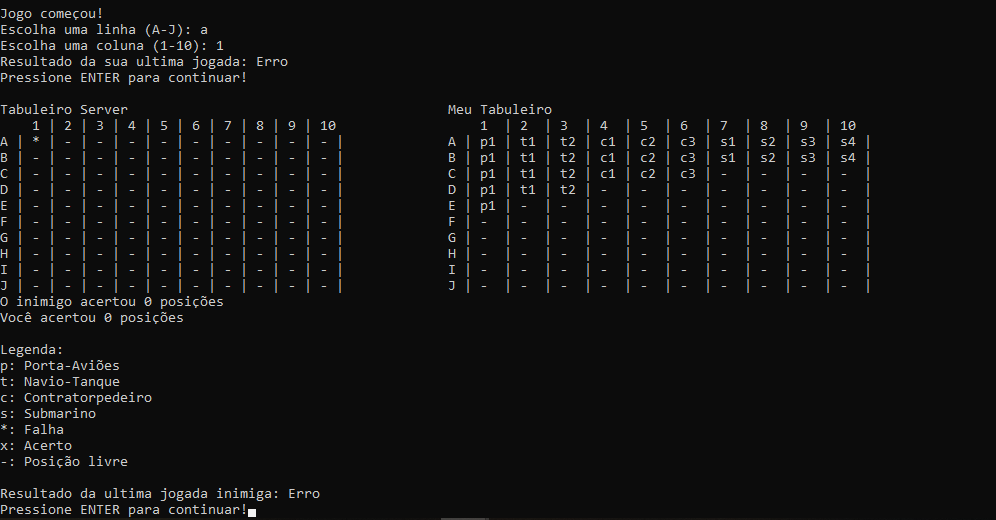 Jogo começou!
Escolha uma linha (A-J): a
Escolha uma coluna (1-10): 1
Resultado da sua ultima jogada: Erro
Pressione ENTER para continuar!

Tabuleiro Server                                        Meu Tabuleiro
    1 | 2 | 3 | 4 | 5 | 6 | 7 | 8 | 9 | 10                  1  | 2  | 3  | 4  | 5  | 6  | 7  | 8  | 9  | 10
A | * | - | - | - | - | - | - | - | - | - |             A | p1 | t1 | t2 | c1 | c2 | c3 | s1 | s2 | s3 | s4 |
B | - | - | - | - | - | - | - | - | - | - |             B | p1 | t1 | t2 | c1 | c2 | c3 | s1 | s2 | s3 | s4 |
C | - | - | - | - | - | - | - | - | - | - |             C | p1 | t1 | t2 | c1 | c2 | c3 | -  | -  | -  | -  |
D | - | - | - | - | - | - | - | - | - | - |             D | p1 | t1 | t2 | -  | -  | -  | -  | -  | -  | -  |
E | - | - | - | - | - | - | - | - | - | - |             E | p1 | -  | -  | -  | -  | -  | -  | -  | -  | -  |
F | - | - | - | - | - | - | - | - | - | - |             F | -  | -  | -  | -  | -  | -  | -  | -  | -  | -  |
G | - | - | - | - | - | - | - | - | - | - |             G | -  | -  | -  | -  | -  | -  | -  | -  | -  | -  |
H | - | - | - | - | - | - | - | - | - | - |             H | -  | -  | -  | -  | -  | -  | -  | -  | -  | -  |
I | - | - | - | - | - | - | - | - | - | - |             I | -  | -  | -  | -  | -  | -  | -  | -  | -  | -  |
J | - | - | - | - | - | - | - | - | - | - |             J | -  | -  | -  | -  | -  | -  | -  | -  | -  | -  |
O inimigo acertou 0 posições
Você acertou 0 posições

Legenda:
p: Porta-Aviões
t: Navio-Tanque
c: Contratorpedeiro
s: Submarino
*: Falha
x: Acerto
-: Posição livre

Resultado da ultima jogada inimiga: Erro
Pressione ENTER para continuar!